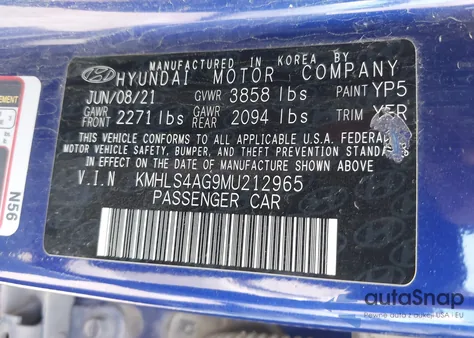 MANUFACTURED IN KOREA BY
HYUNDAI MOTOR COMPANY
JUN/08/21 GVWR 3858 lbs PAINT YP5
GAWR FRONT 2271 lbs GAWR REAR 2094 lbs TRIM
THIS VEHICLE CONFORMS TO ALL APPLICABLE U.S.A. FEDERAL
MOTOR VEHICLE SAFETY, BUMPER, AND THEFT PREVENTION
STANDARDS IN EFFECT ON THE DATE OF MANUFACTURE SHOWN ABOVE.
V.I.N KMHLS4AG9MU212965
PASSENGER CAR
N56
autoSnap